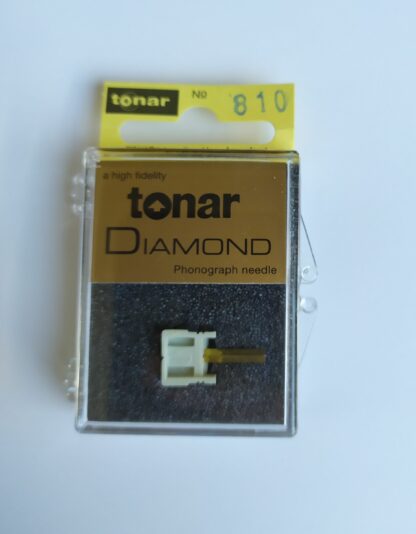 tonar No 810
a high fidelity
tonar
DIAMOND
Phonograph needle